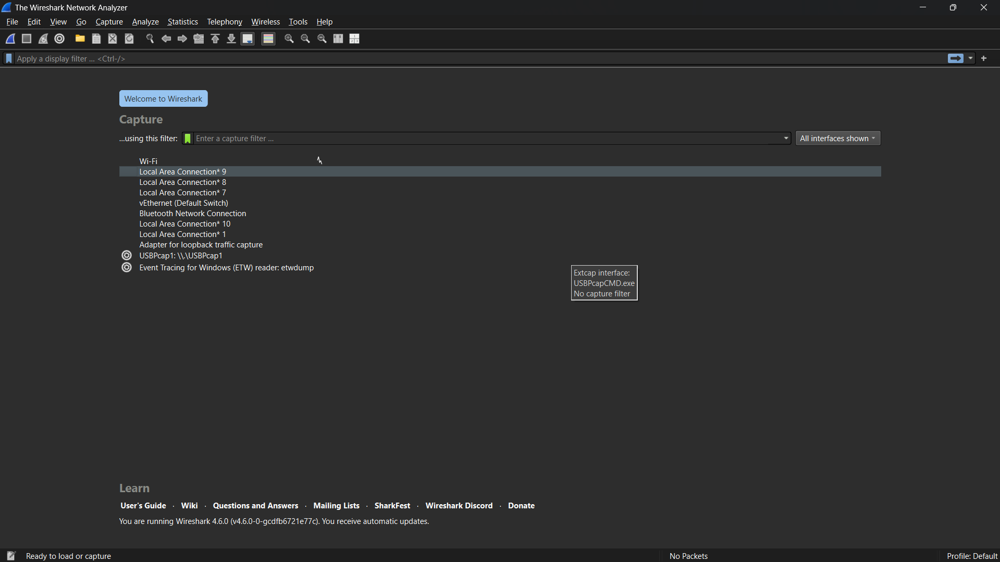 The Wireshark Network Analyzer
File Edit View Go Capture Analyze Statistics Telephony Wireless Tools Help
Apply a display filter ... <Ctrl-/>
Welcome to Wireshark
Capture
...using this filter: Enter a capture filter ... All interfaces shown
Wi-Fi
Local Area Connection* 9
Local Area Connection* 8
Local Area Connection* 7
vEthernet (Default Switch)
Bluetooth Network Connection
Local Area Connection* 10
Local Area Connection* 1
Adapter for loopback traffic capture
USBPcap1: \\.\USBPcap1
Event Tracing for Windows (ETW) reader: etwdump
Extcap interface:
USBPcapCMD.exe
No capture filter
Learn
User's Guide · Wiki · Questions and Answers · Mailing Lists · SharkFest · Wireshark Discord · Donate
You are running Wireshark 4.6.0 (v4.6.0-0-gcdfb6721e77c). You receive automatic updates.
Ready to load or capture No Packets Profile: Default